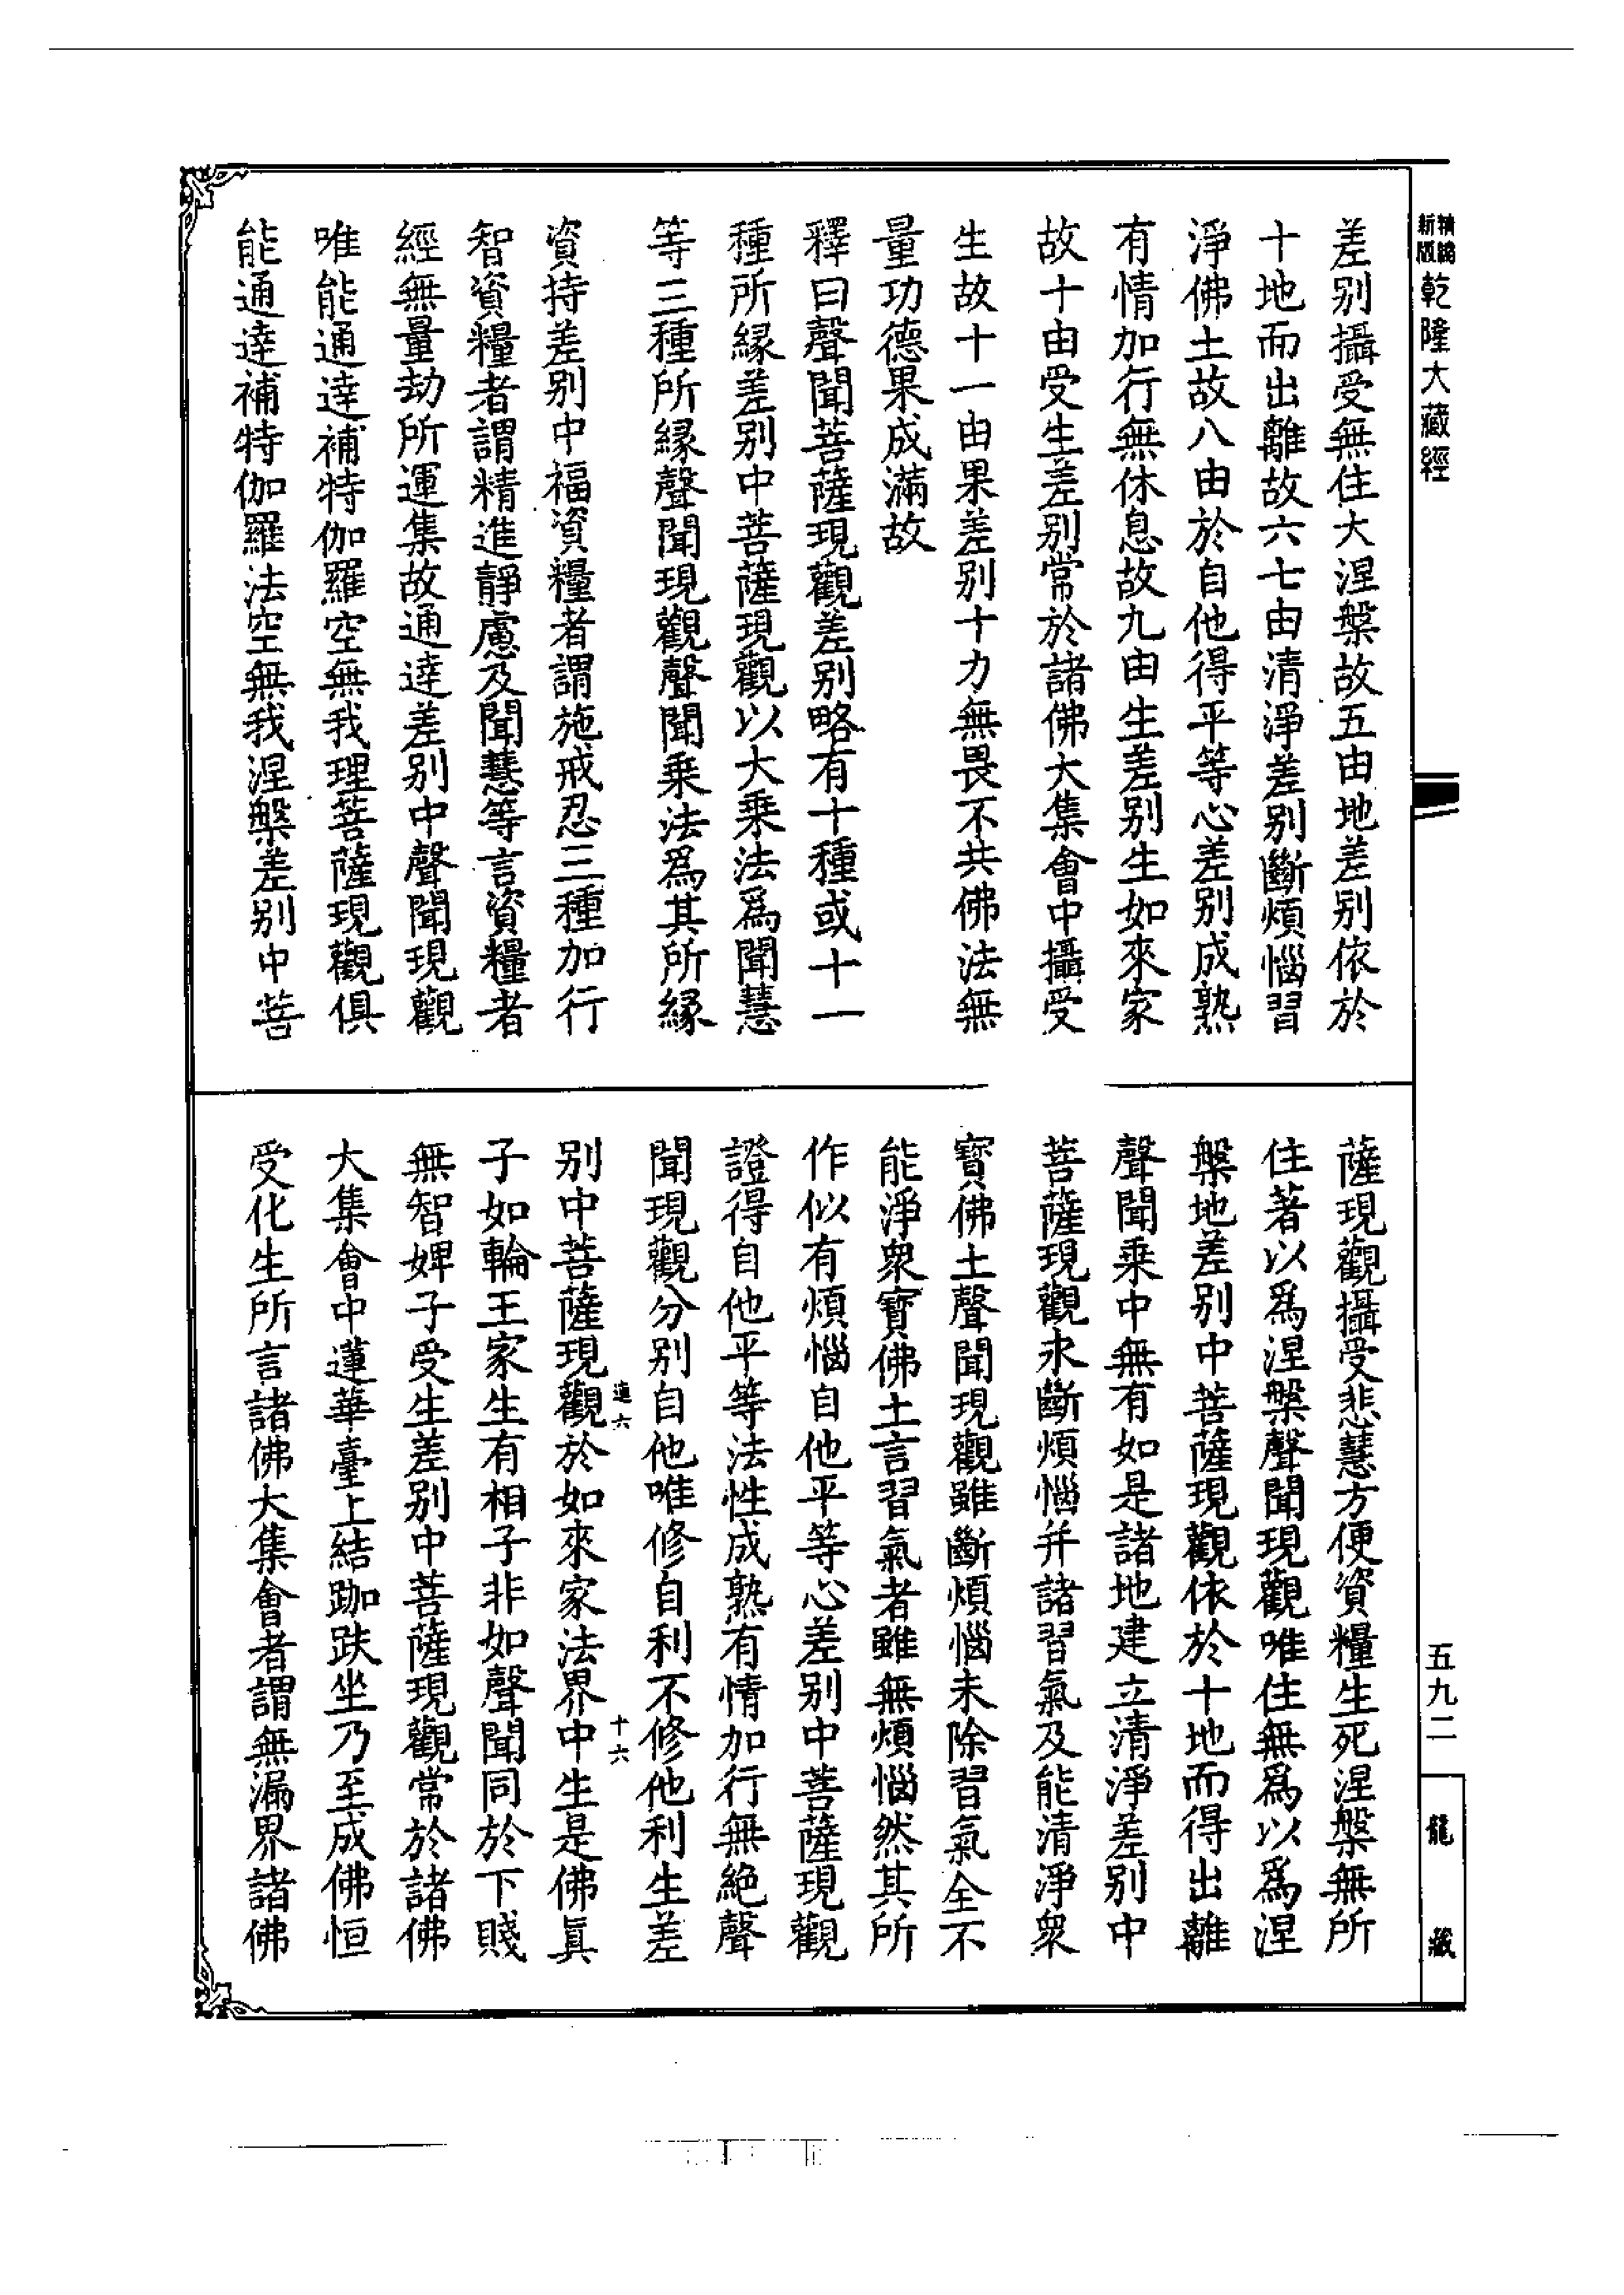 精編新版
乾隆大藏經
五九二
龍藏
差别攝受無住大涅槃故五由地差别依於
十地而出離故六七由清淨差别斷煩惱習
淨佛土故八由於自他得平等心差别成熟
有情加行無休息故九由生差别生如來家
故十由受生差别常於諸佛大集會中攝受
生故十一由果差别十力無畏不共佛法無
量功德果成滿故
釋曰聲聞菩薩現觀差别略有十種或十一
種所緣差别中菩薩現觀以大乘法爲聞慧
等三種所緣聲聞現觀聲聞乘法爲其所緣
資持差别中福資糧者謂施戒忍三種加行
智資糧者謂精進靜慮及聞慧等言資糧者
經無量劫所運集故通達差别中聲聞現觀
唯能通達補特伽羅空無我理菩薩現觀俱
能通達補特伽羅法空無我涅槃差别中菩
薩現觀攝受悲慧方便資糧生死涅槃無所
住著以爲涅槃聲聞現觀唯住無爲以爲涅
槃地差别中菩薩現觀依於十地而得出離
聲聞乘中無有如是諸地建立清淨差别中
菩薩現觀永斷煩惱并諸習氣及能清淨衆
寶佛土聲聞現觀雖斷煩惱未除習氣全不
能淨衆寶佛土言習氣者雖無煩惱然其所
作似有煩惱自他平等心差别中菩薩現觀
證得自他平等法性成熟有情加行無絶聲
聞現觀分别自他唯修自利不修他利生差
進六
十六
别中菩薩現觀於如來家法界中生是佛眞
子如輪王家生有相子非如聲聞同於下賤
無智婢子受生差别中菩薩現觀常於諸佛
大集會中蓮華臺上結跏趺坐乃至成佛恒
受化生所言諸佛大集會者謂無漏界諸佛